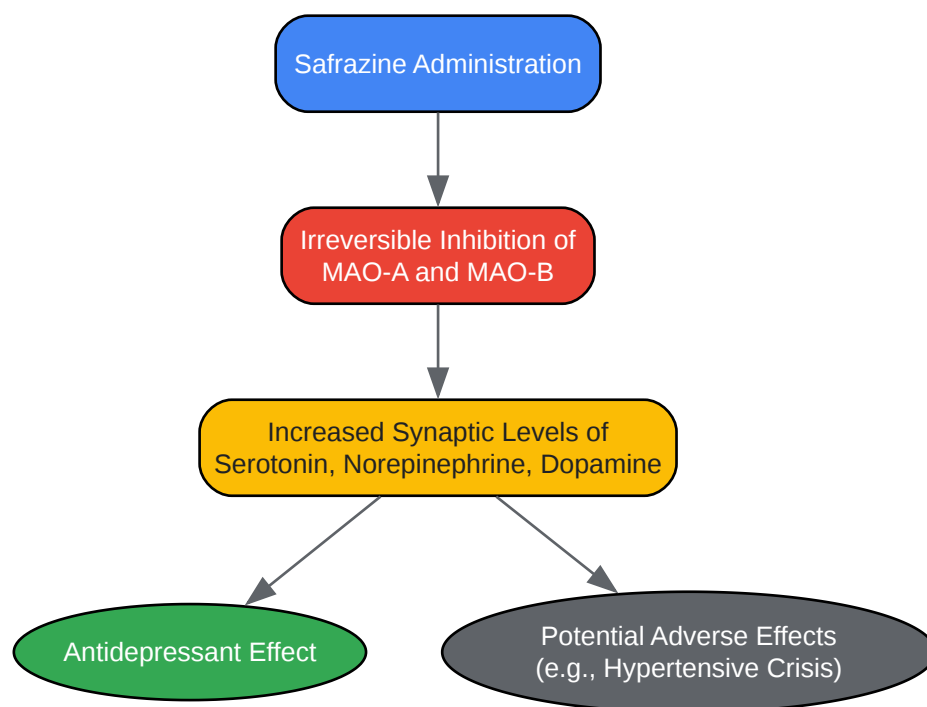 Safrazine Administration
Irreversible Inhibition of
MAO-A and MAO-B
Increased Synaptic Levels of
Serotonin, Norepinephrine, Dopamine
Antidepressant Effect
Potential Adverse Effects
(e.g., Hypertensive Crisis)